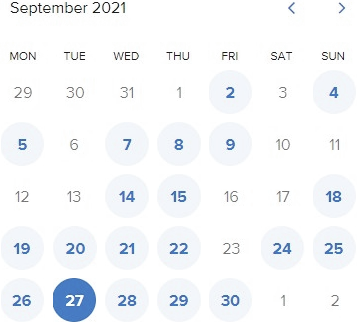 September 2021
MON TUE WED THU FRI SAT SUN
29 30 31 1 2 3 4
5 6 7 8 9 10 11
12 13 14 15 16 17 18
19 20 21 22 23 24 25
26 27 28 29 30 1 2